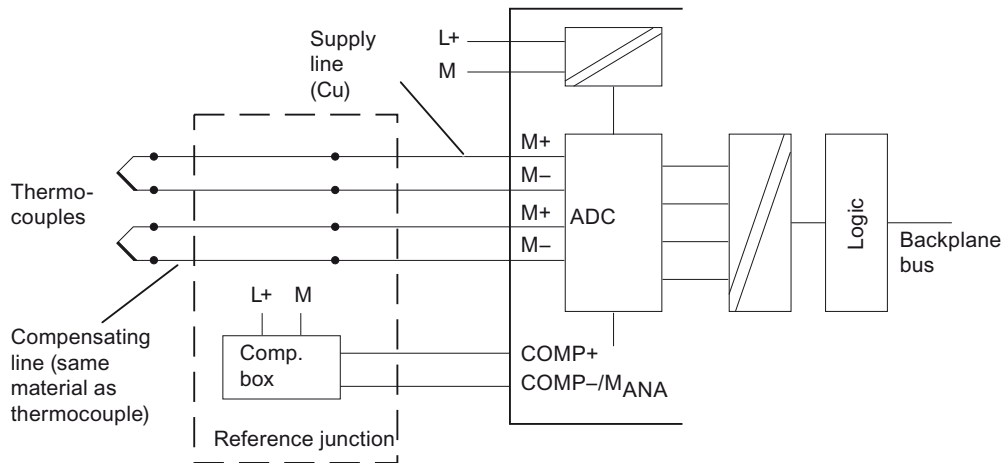 Supply
line
(Cu)
L+
M
M+
M–
M+
M–
Thermo-
couples
ADC
Logic
Backplane
bus
L+ M
Compensating
line (same
material as
thermocouple)
Comp.
box
COMP+
COMP–/MANA
Reference junction